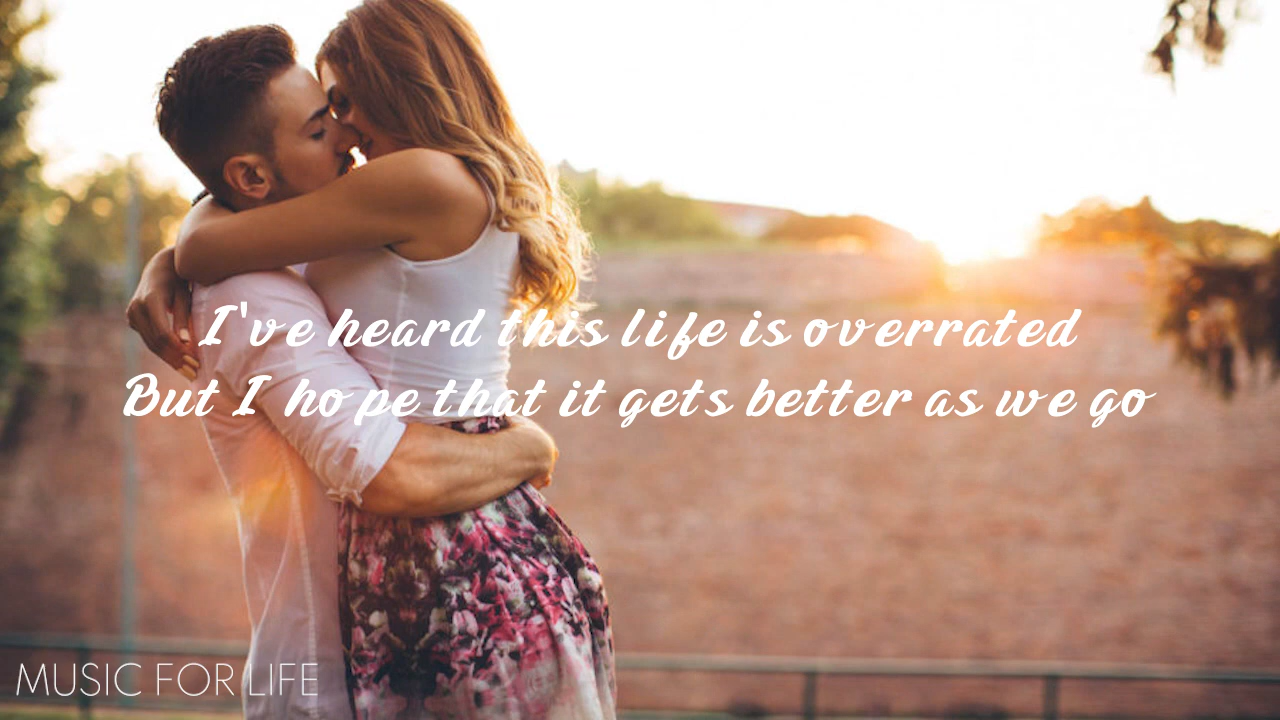 I've heard this life is overrated
But I hope that it gets better as we go
MUSIC FOR LIFE